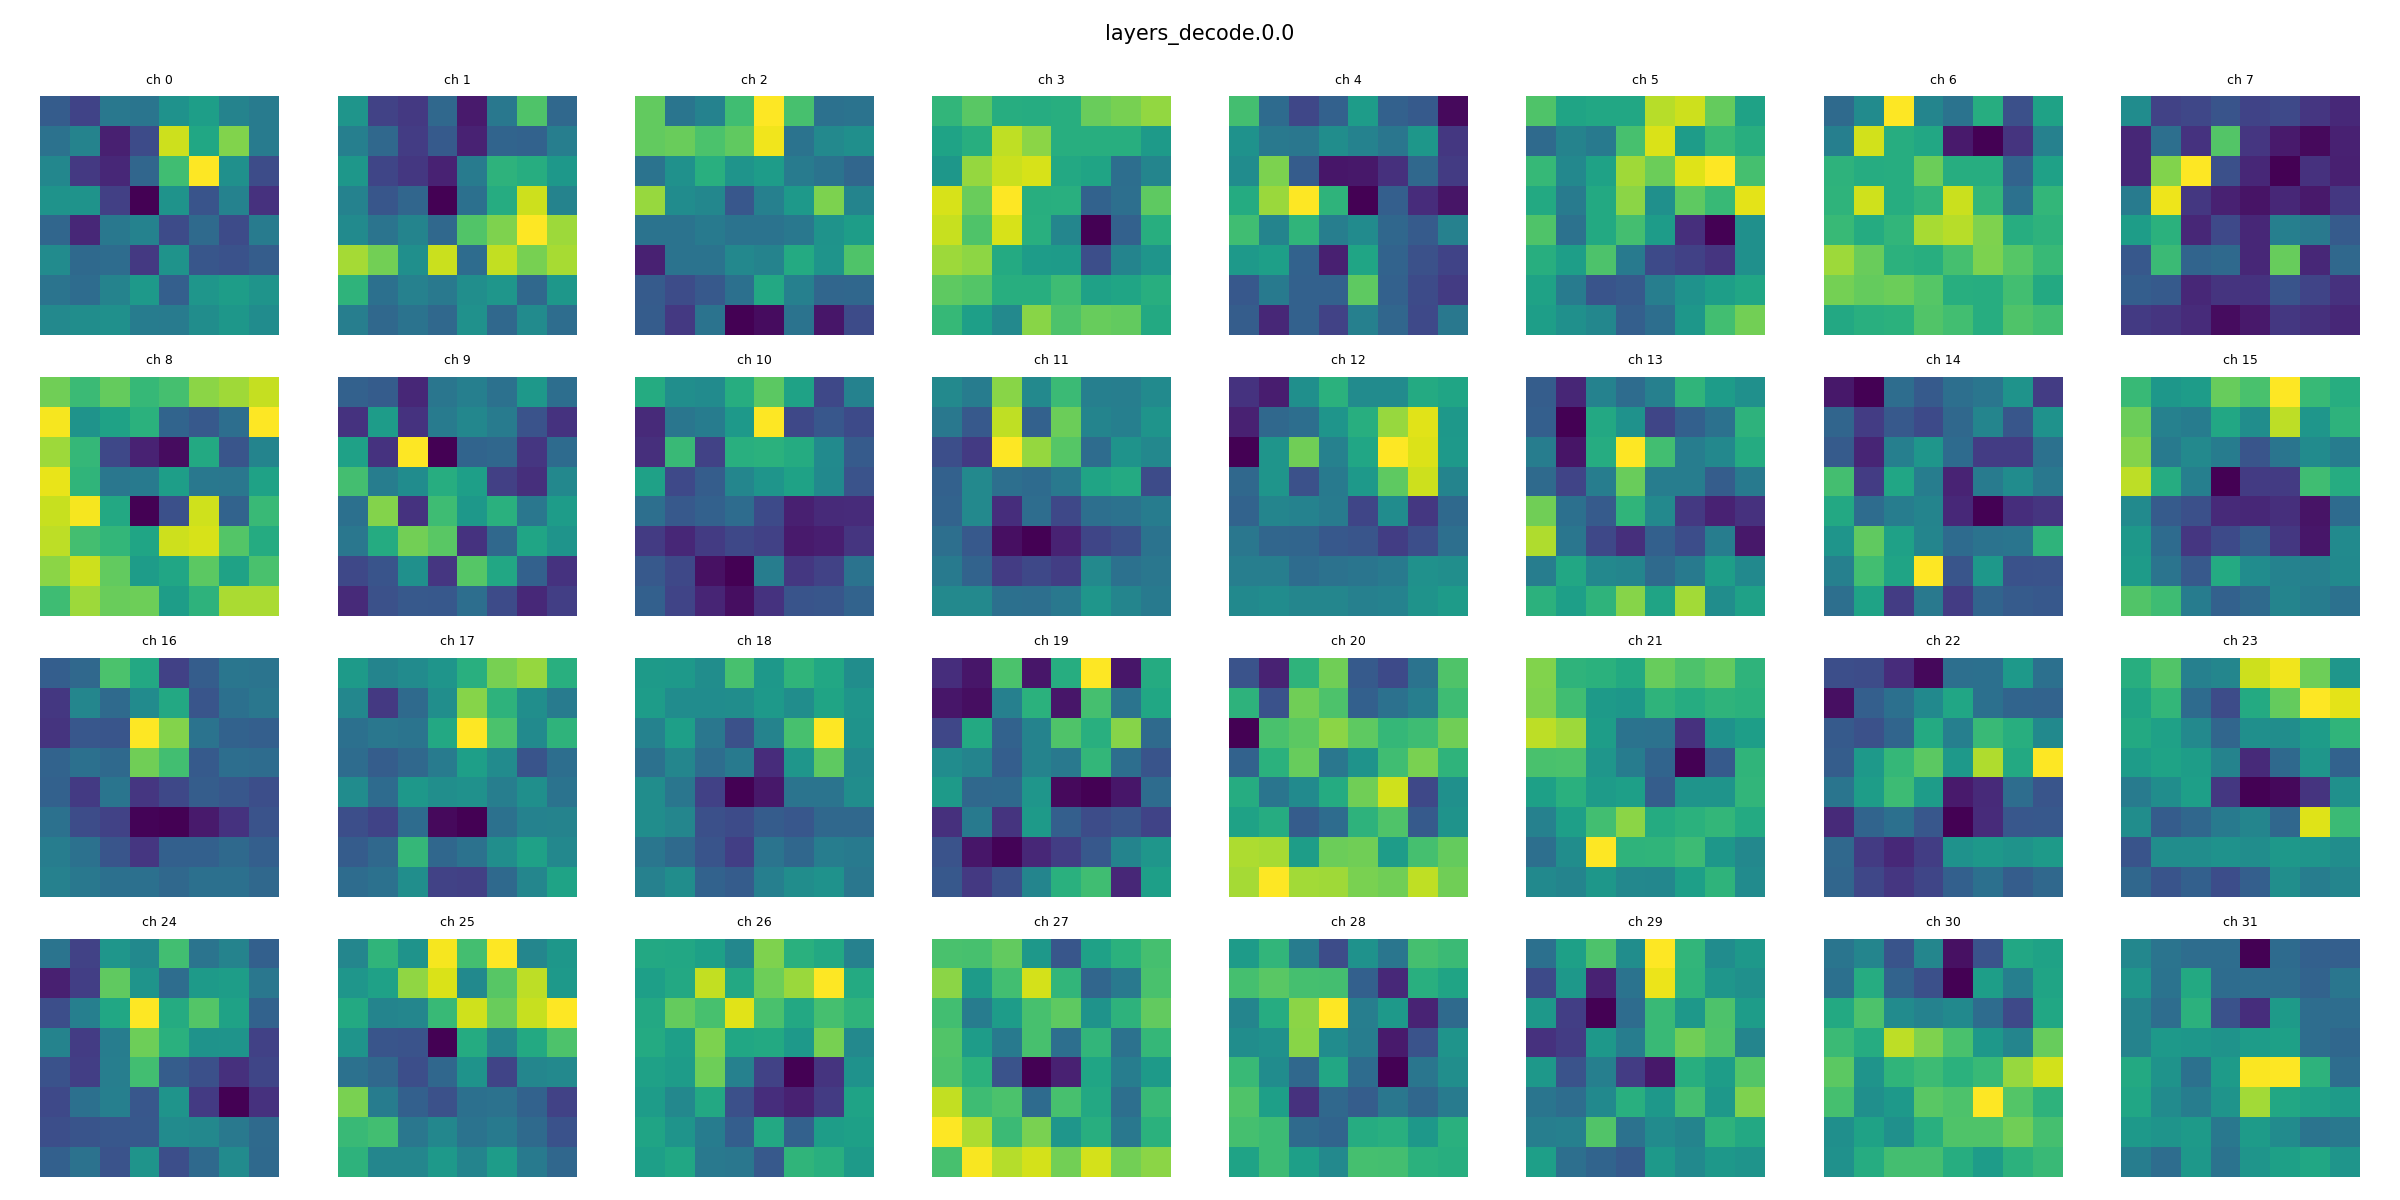 layers_decode.0.0
ch 0 ch 1 ch 2 ch 3 ch 4 ch 5 ch 6 ch 7
ch 8 ch 9 ch 10 ch 11 ch 12 ch 13 ch 14 ch 15
ch 16 ch 17 ch 18 ch 19 ch 20 ch 21 ch 22 ch 23
ch 24 ch 25 ch 26 ch 27 ch 28 ch 29 ch 30 ch 31